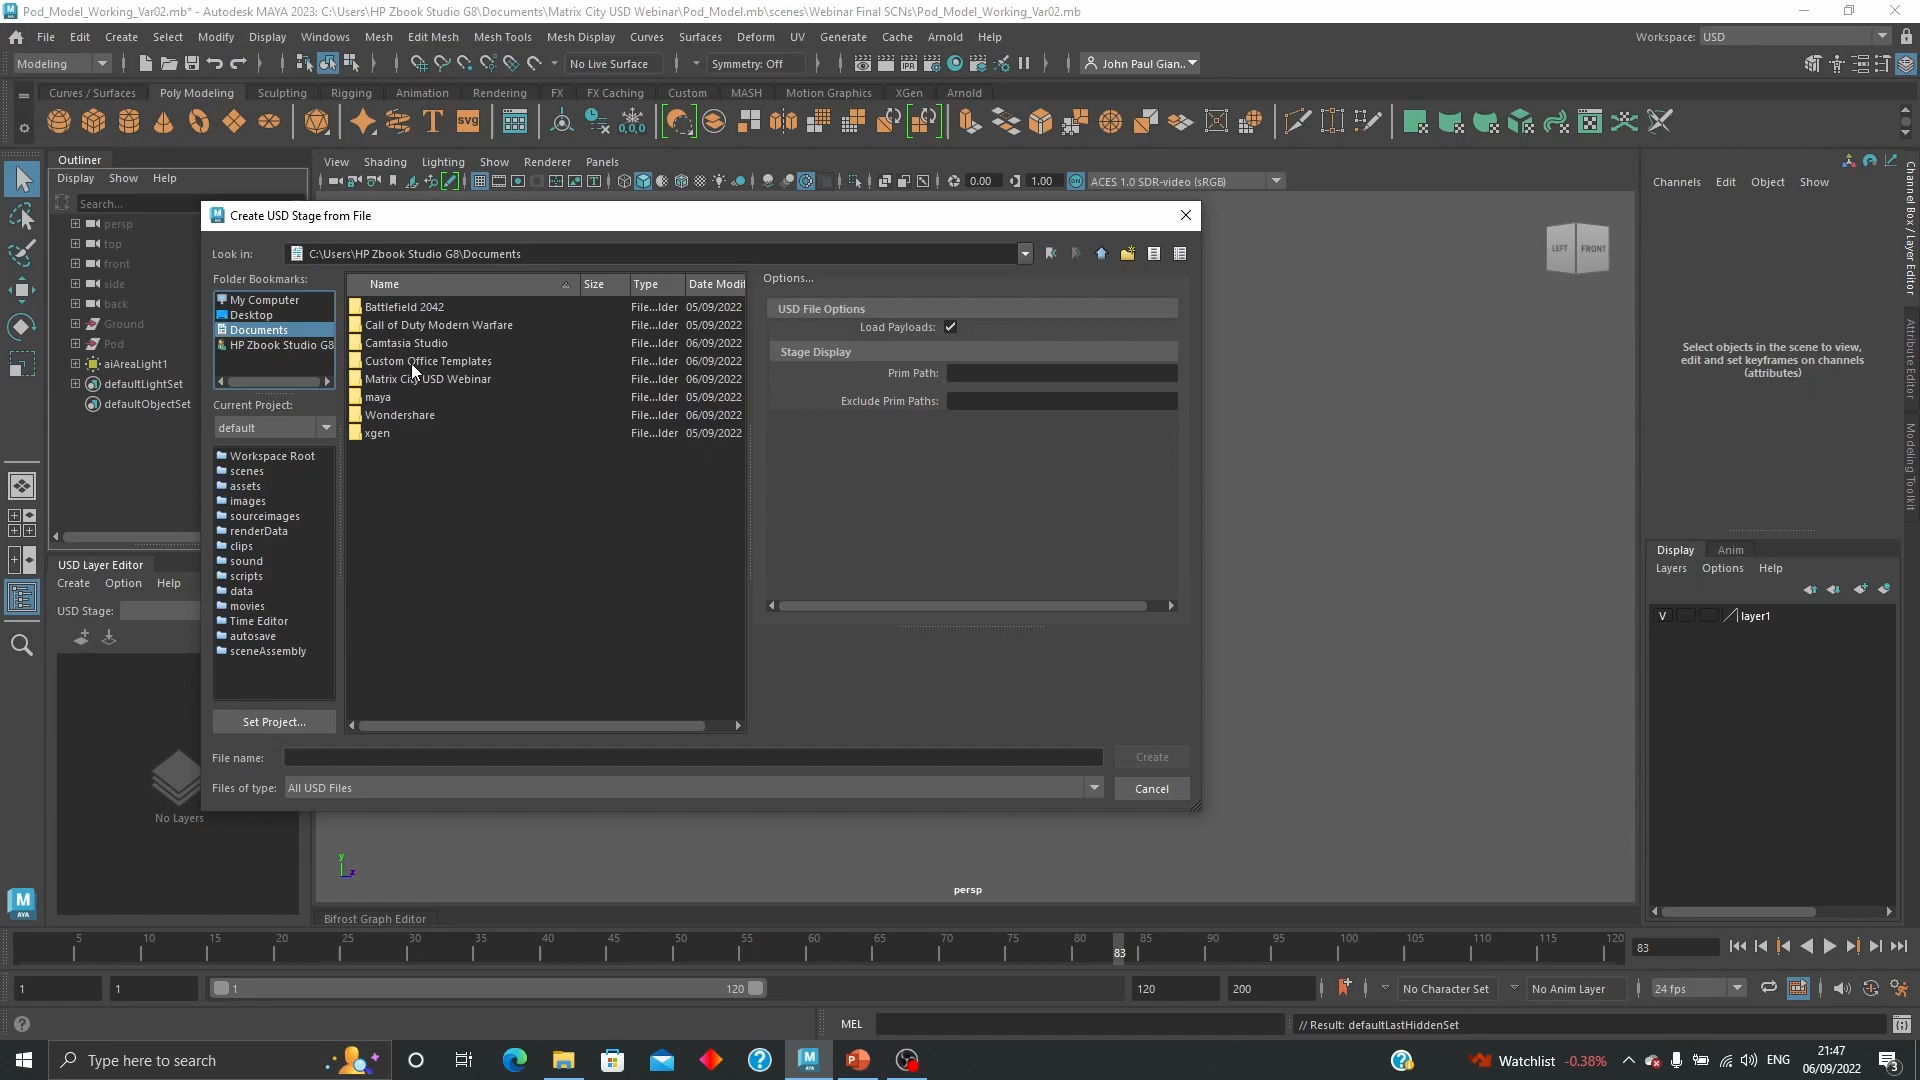 Pod_Model_Working_Var02.mb* - Autodesk MAYA 2023: C:\Users\HP Zbook Studio G8\Documents\Matrix City USD Webinar\Pod_Model.mb\scenes\Webinar Final SCNs\Pod_Model_Working_Var02.mb
File Edit Create Select Modify Display Windows Mesh Edit Mesh Mesh Tools Mesh Display Curves Surfaces Deform UV Generate Cache Arnold Help Workspace: USD
Modeling No Live Surface Symmetry: Off IPR John Paul Gian..
Curves / Surfaces Poly Modeling Sculpting Rigging Animation Rendering FX FX Caching Custom MASH Motion Graphics XGen Arnold
T svg 0,0,0
Outliner
Display Show Help
Search...
persp
top
front
side
back
Ground
Pod
aiAreaLight1
defaultLightSet
defaultObjectSet
View Shading Lighting Show Renderer Panels
0.00 1.00 ACES 1.0 SDR-video (sRGB)
LEFT FRONT
Channels Edit Object Show
Channel Box / Layer Editor
Attribute Editor
Modeling Toolkit
Select objects in the scene to view,
edit and set keyframes on channels
(attributes)
Create USD Stage from File
Look in: C:\Users\HP Zbook Studio G8\Documents
Folder Bookmarks:
My Computer
Desktop
Documents
HP Zbook Studio G8
Current Project:
default
Workspace Root
scenes
assets
images
sourceimages
renderData
clips
sound
scripts
data
movies
Time Editor
autosave
sceneAssembly
Set Project...
Name Size Type Date Modif
Battlefield 2042 File...lder 05/09/2022
Call of Duty Modern Warfare File...lder 05/09/2022
Camtasia Studio File...lder 06/09/2022
Custom Office Templates File...lder 06/09/2022
Matrix City USD Webinar File...lder 06/09/2022
maya File...lder 05/09/2022
Wondershare File...lder 06/09/2022
xgen File...lder 05/09/2022
Options...
USD File Options
Load Payloads:
Stage Display
Prim Path:
Exclude Prim Paths:
File name: Create
Files of type: All USD Files Cancel
USD Layer Editor
Create Option Help
USD Stage:
No Layers
Display Anim
Layers Options Help
V layer1
y
z
persp
Bifrost Graph Editor
5 10 15 20 25 30 35 40 45 50 55 60 65 70 75 80 85 90 95 100 105 110 115 120
83 83
1 1 1 120 120 200 No Character Set No Anim Layer 24 fps
MEL // Result: defaultLastHiddenSet
M
AYA
Type here to search Watchlist -0.38% ENG 21:47
06/09/2022 3